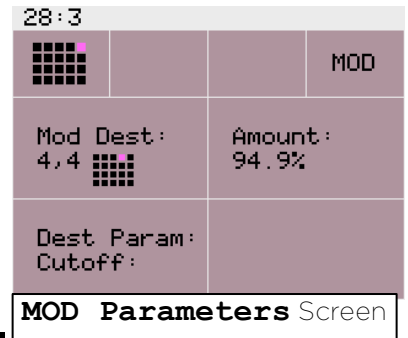 28:3
MOD
Mod Dest:
4,4
Amount:
94.9%
Dest Param:
Cutoff:
MOD Parameters Screen